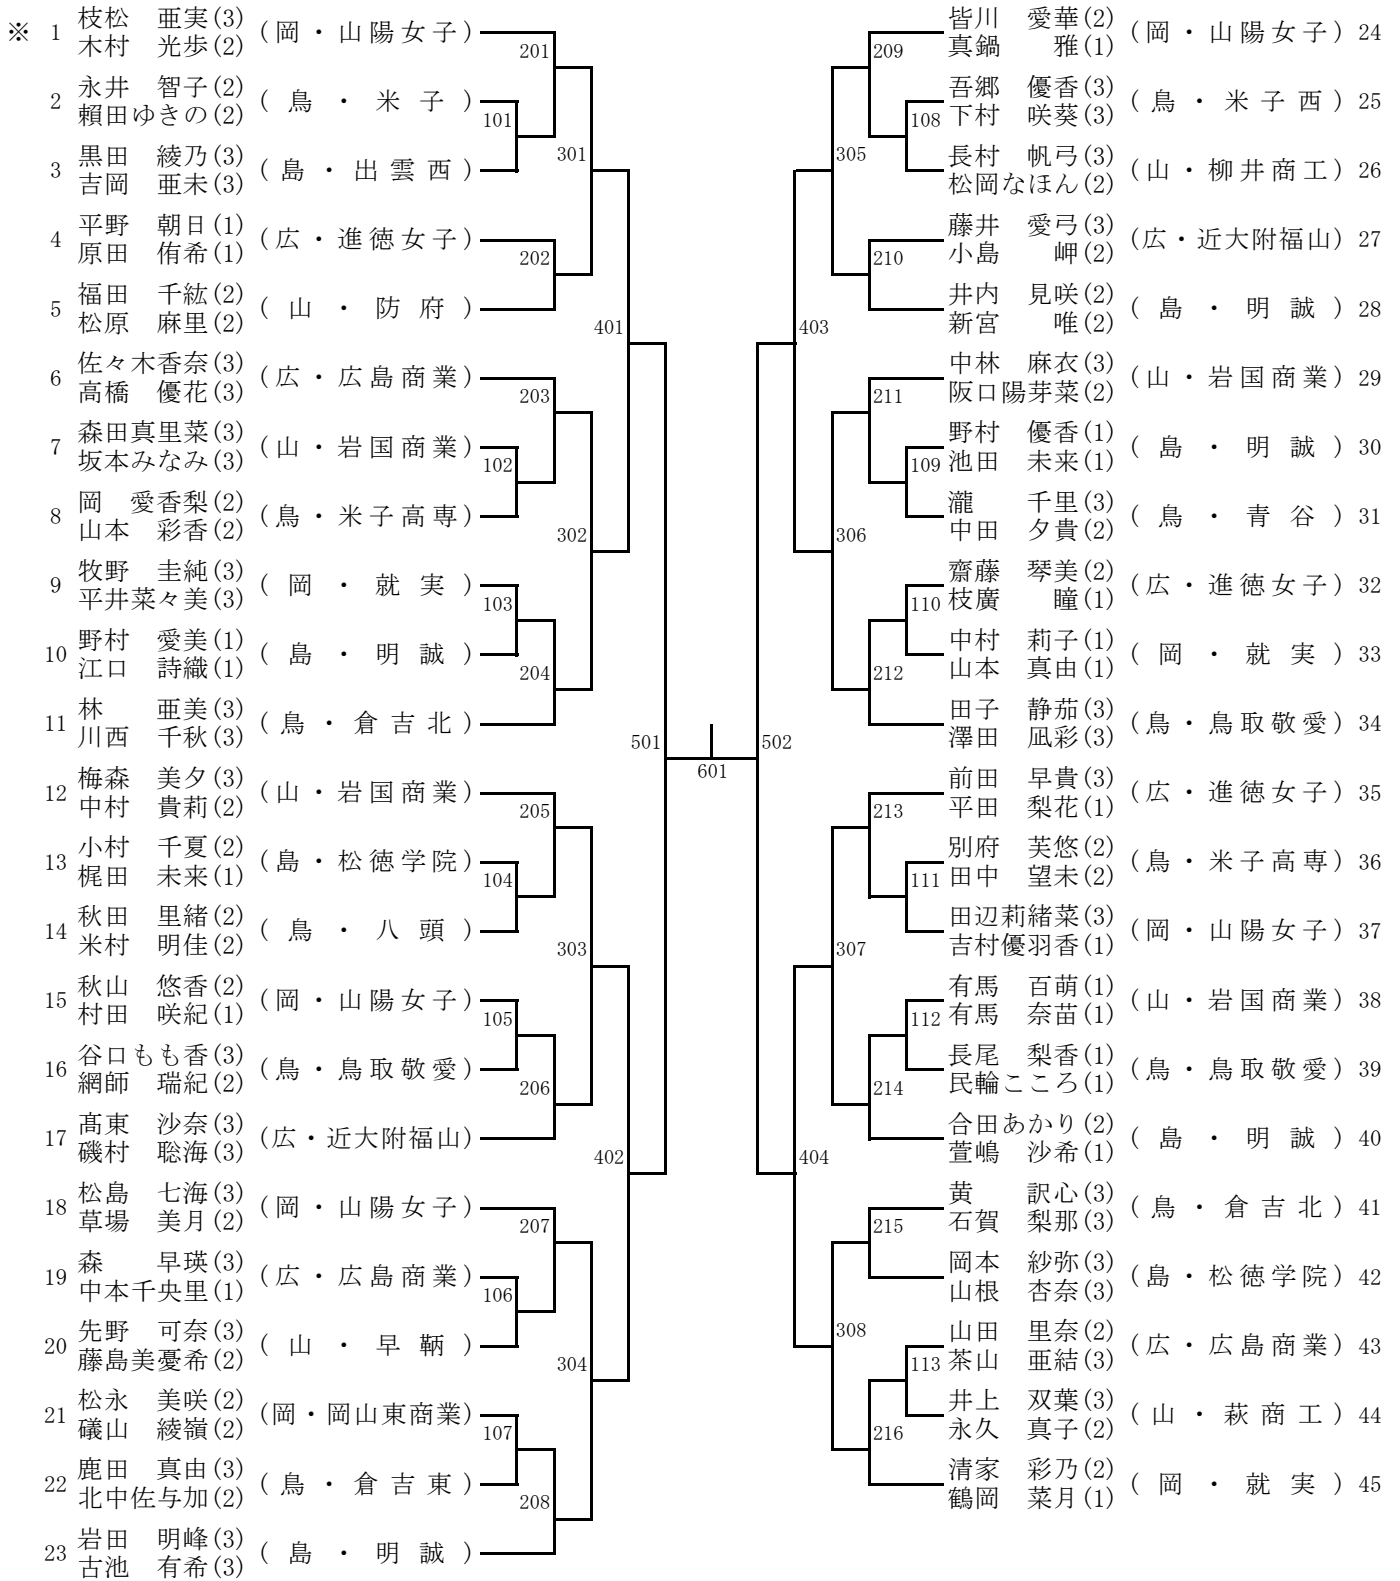 ※ 1 枝松 亜実(3) (岡・山陽女子)
木村 光歩(2)
2 永井 智子(2) (鳥・米子)
頼田ゆきの(2)
3 黒田 綾乃(3) (島・出雲西)
吉岡 亜未(3)
4 平野 朝日(1) (広・進徳女子)
原田 侑希(1)
5 福田 千紘(2) (山・防府)
松原 麻里(2)
6 佐々木香奈(3) (広・広島商業)
高橋 優花(3)
7 森田真里菜(3) (山・岩国商業)
坂本みなみ(3)
8 岡 愛香梨(2) (鳥・米子高専)
山本 彩香(2)
9 牧野 圭純(3) (岡・就実)
平井菜々美(3)
10 野村 愛美(1) (島・明誠)
江口 詩織(1)
11 林 亜美(3) (鳥・倉吉北)
川西 千秋(3)
12 梅森 美夕(3) (山・岩国商業)
中村 貴莉(2)
13 小村 千夏(2) (島・松徳学院)
梶田 未来(1)
14 秋田 里緒(2) (鳥・八頭)
米村 明佳(2)
15 秋山 悠香(2) (岡・山陽女子)
村田 咲紀(1)
16 谷口もも香(3) (鳥・鳥取敬愛)
網師 瑞紀(2)
17 髙東 沙奈(3) (広・近大附福山)
磯村 聡海(3)
18 松島 七海(3) (岡・山陽女子)
草場 美月(2)
19 森 早瑛(3) (広・広島商業)
中本千央里(1)
20 先野 可奈(3) (山・早鞆)
藤島美憂希(2)
21 松永 美咲(2) (岡・岡山東商業)
礒山 綾嶺(2)
22 鹿田 真由(3) (鳥・倉吉東)
北中佐与加(2)
23 岩田 明峰(3) (島・明誠)
古池 有希(3)
201
101
301
202
401
203
102
302
103
204
501
205
104
303
105
206
402
207
106
304
107
208
601
502
209
108
305
210
403
211
109
306
110
212
213
111
307
112
214
404
215
308
113
216
皆川 愛華(2) (岡・山陽女子) 24
真鍋 雅(1)
吾郷 優香(3) (鳥・米子西) 25
下村 咲葵(3)
長村 帆弓(3) (山・柳井商工) 26
松岡なほん(2)
藤井 愛弓(3) (広・近大附福山) 27
小島 岬(2)
井内 見咲(2) (島・明誠) 28
新宮 唯(2)
中林 麻衣(3) (山・岩国商業) 29
阪口陽芽菜(2)
野村 優香(1) (島・明誠) 30
池田 未来(1)
瀧 千里(3) (鳥・青谷) 31
中田 夕貴(2)
齋藤 琴美(2) (広・進徳女子) 32
枝廣 瞳(1)
中村 莉子(1) (岡・就実) 33
山本 真由(1)
田子 静茄(3) (鳥・鳥取敬愛) 34
澤田 凪彩(3)
前田 早貴(3) (広・進徳女子) 35
平田 梨花(1)
別府 芙悠(2) (鳥・米子高専) 36
田中 望未(2)
田辺莉緒菜(3) (岡・山陽女子) 37
吉村優羽香(1)
有馬 百萌(1) (山・岩国商業) 38
有馬 奈苗(1)
長尾 梨香(1) (鳥・鳥取敬愛) 39
民輪こころ(1)
合田あかり(2) (島・明誠) 40
萱嶋 沙希(1)
黄 訳心(3) (鳥・倉吉北) 41
石賀 梨那(3)
岡本 紗弥(3) (島・松徳学院) 42
山根 杏奈(3)
山田 里奈(2) (広・広島商業) 43
茶山 亜結(3)
井上 双葉(3) (山・萩商工) 44
永久 真子(2)
清家 彩乃(2) (岡・就実) 45
鶴岡 菜月(1)